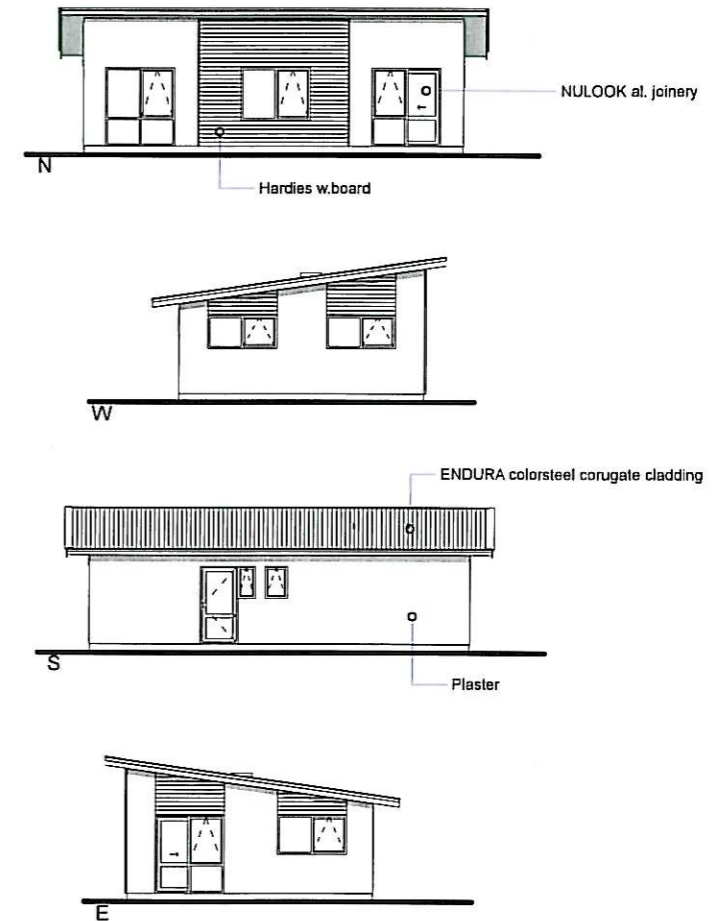 NULOOK al. joinery
N
Hardies w.board
W
ENDURA colorsteel corugate cladding
S
Plaster
E